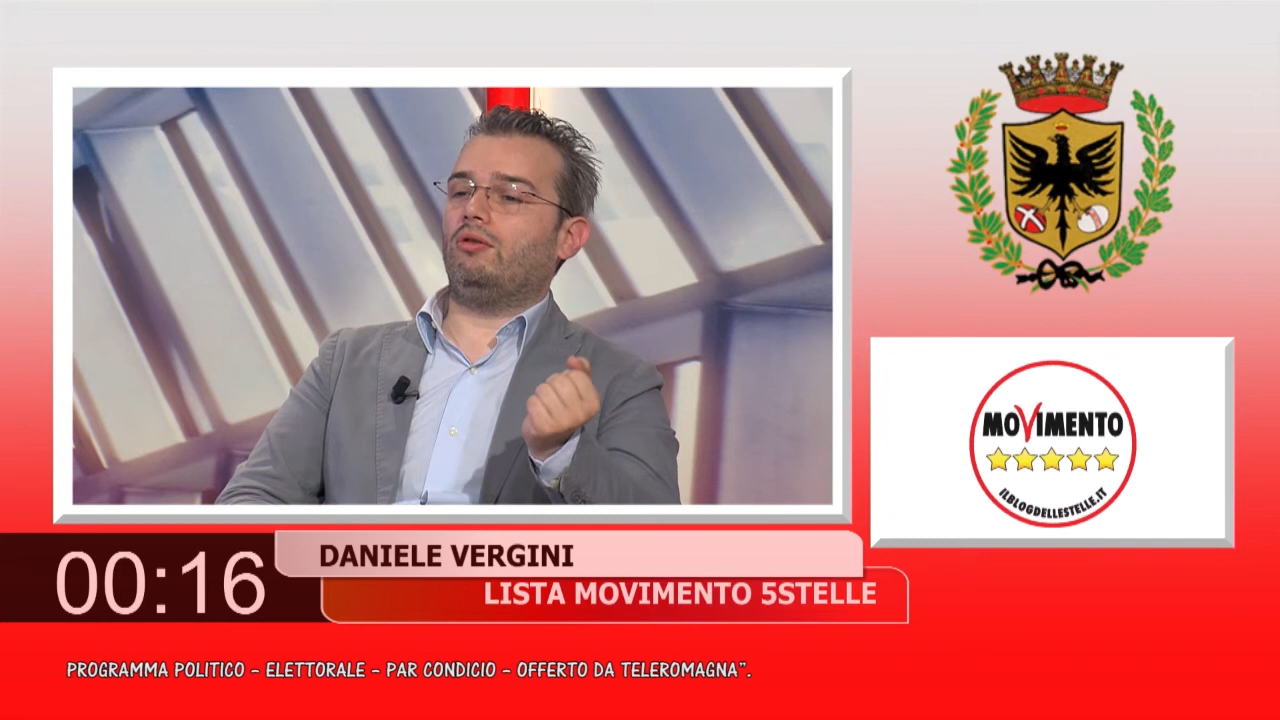 MOVIMENTO
ILBLOGDELLESTELLE.IT
00:16
DANIELE VERGINI
LISTA MOVIMENTO 5STELLE
PROGRAMMA POLITICO - ELETTORALE - PAR CONDICIO - OFFERTO DA TELEROMAGNA".